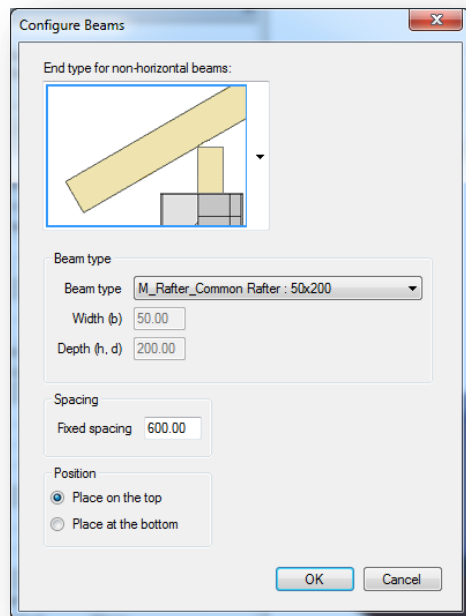 Configure Beams
End type for non-horizontal beams:
Beam type
Beam type M_Rafter_Common Rafter : 50x200
Width (b) 50.00
Depth (h, d) 200.00
Spacing
Fixed spacing 600.00
Position
Place on the top
Place at the bottom
OK Cancel